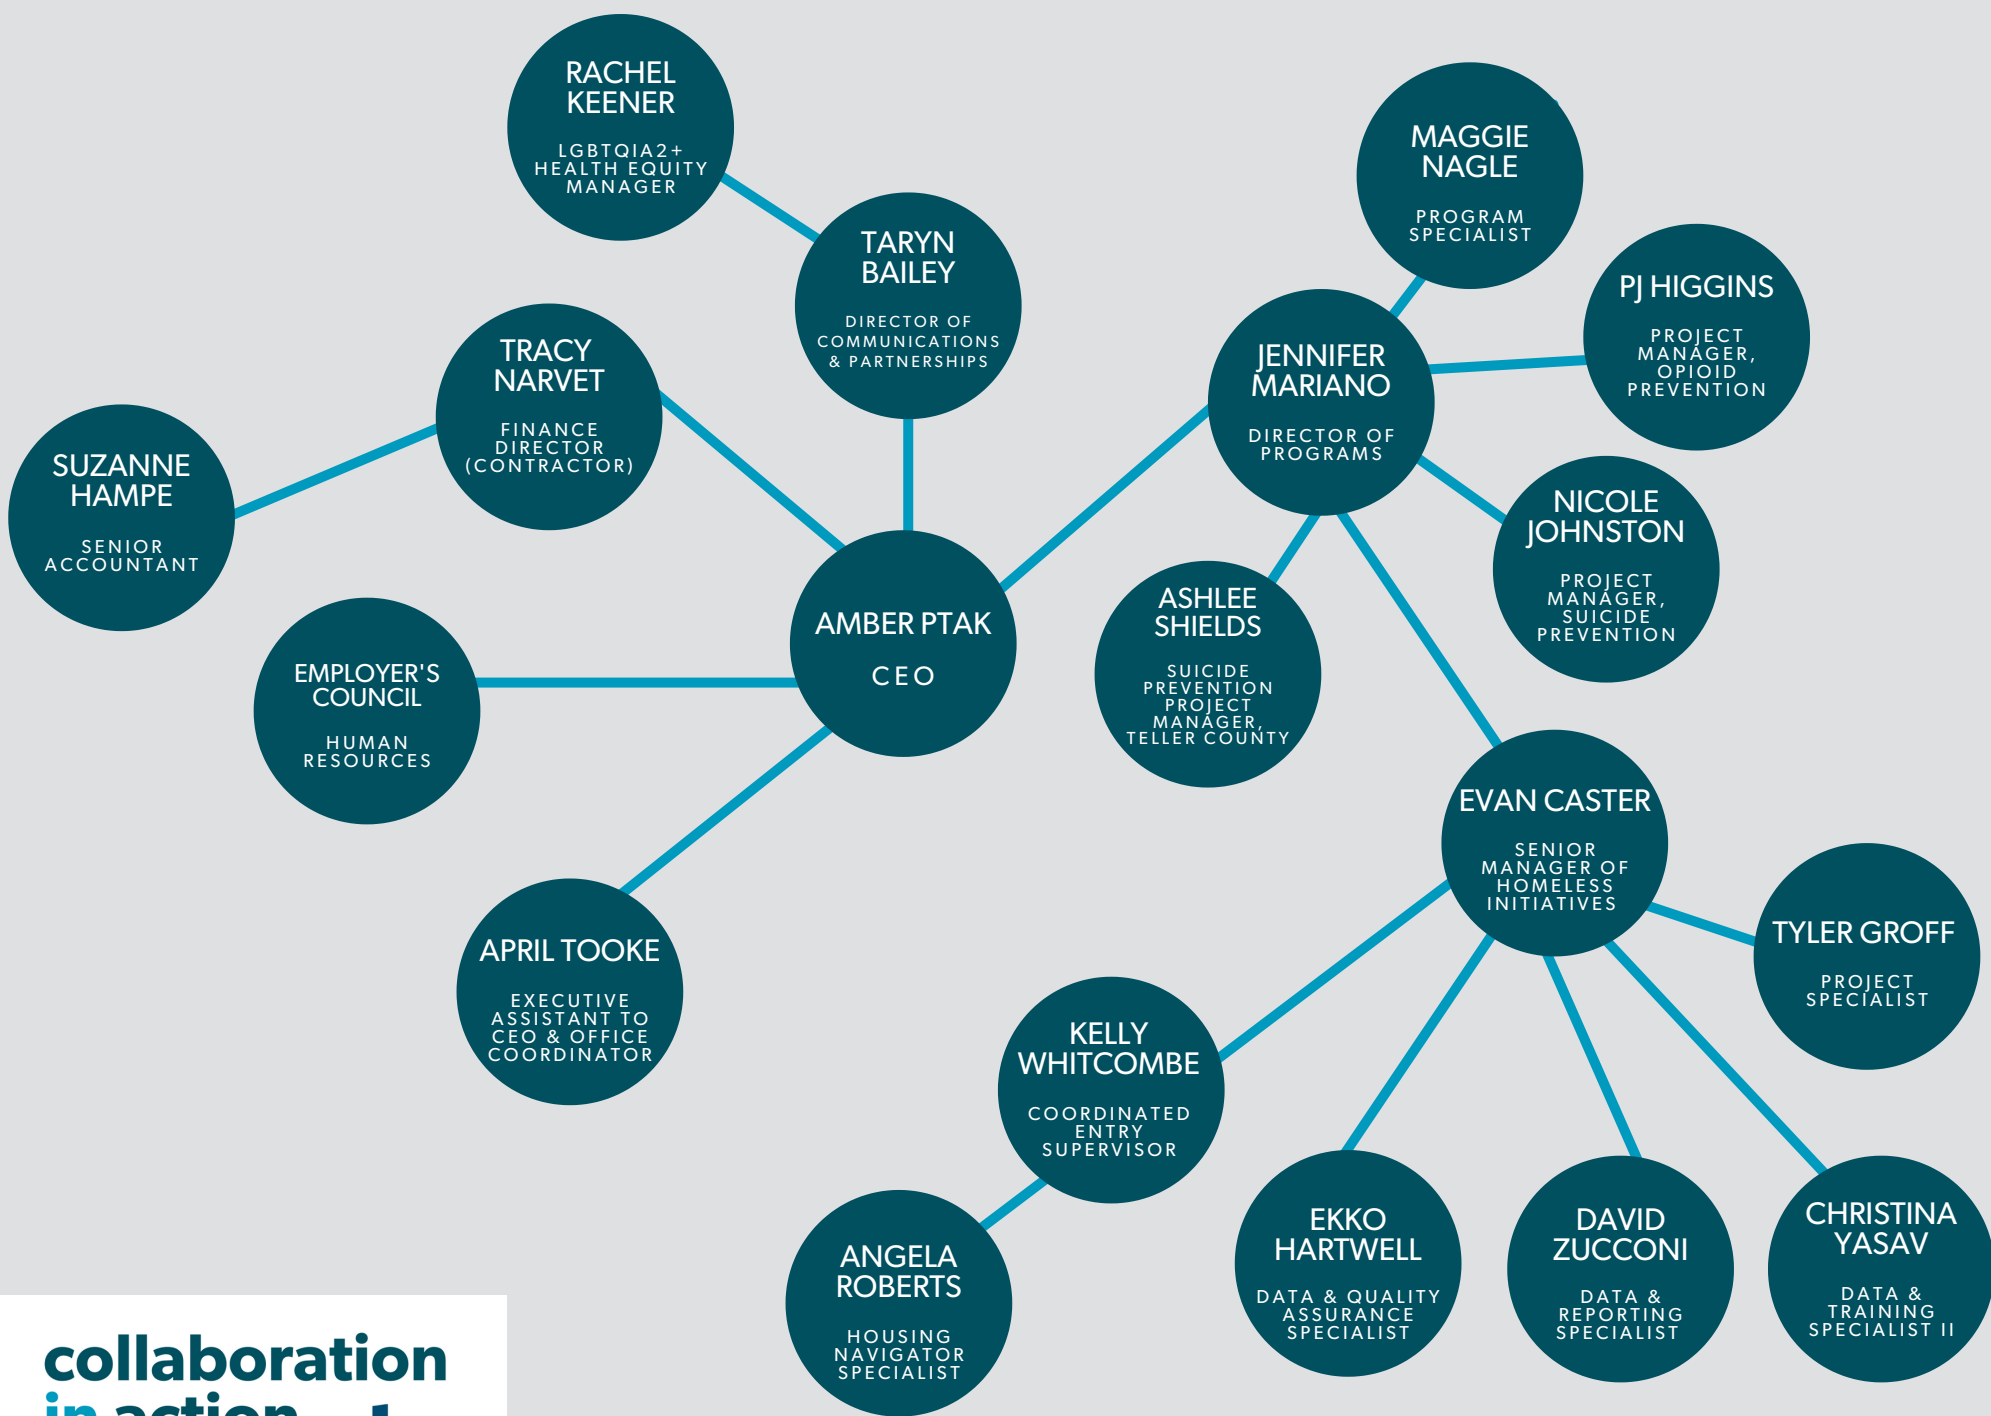 RACHEL
KEENER
LGBTQIA2+
HEALTH EQUITY
MANAGER
TARYN
BAILEY
DIRECTOR OF
COMMUNICATIONS
& PARTNERSHIPS
TRACY
NARVET
FINANCE
DIRECTOR
(CONTRACTOR)
SUZANNE
HAMPE
SENIOR
ACCOUNTANT
EMPLOYER'S
COUNCIL
HUMAN
RESOURCES
AMBER PTAK
CEO
APRIL TOOKE
EXECUTIVE
ASSISTANT TO
CEO & OFFICE
COORDINATOR
MAGGIE
NAGLE
PROGRAM
SPECIALIST
PJ HIGGINS
PROJECT
MANAGER,
OPIOID
PREVENTION
JENNIFER
MARIANO
DIRECTOR OF
PROGRAMS
NICOLE
JOHNSTON
PROJECT
MANAGER,
SUICIDE
PREVENTION
ASHLEE
SHIELDS
SUICIDE
PREVENTION
PROJECT
MANAGER,
TELLER COUNTY
EVAN CASTER
SENIOR
MANAGER OF
HOMELESS
INITIATIVES
TYLER GROFF
PROJECT
SPECIALIST
KELLY
WHITCOMBE
COORDINATED
ENTRY
SUPERVISOR
ANGELA
ROBERTS
HOUSING
NAVIGATOR
SPECIALIST
EKKO
HARTWELL
DATA & QUALITY
ASSURANCE
SPECIALIST
DAVID
ZUCCONI
DATA &
REPORTING
SPECIALIST
CHRISTINA
YASAV
DATA &
TRAINING
SPECIALIST II
collaboration
in action